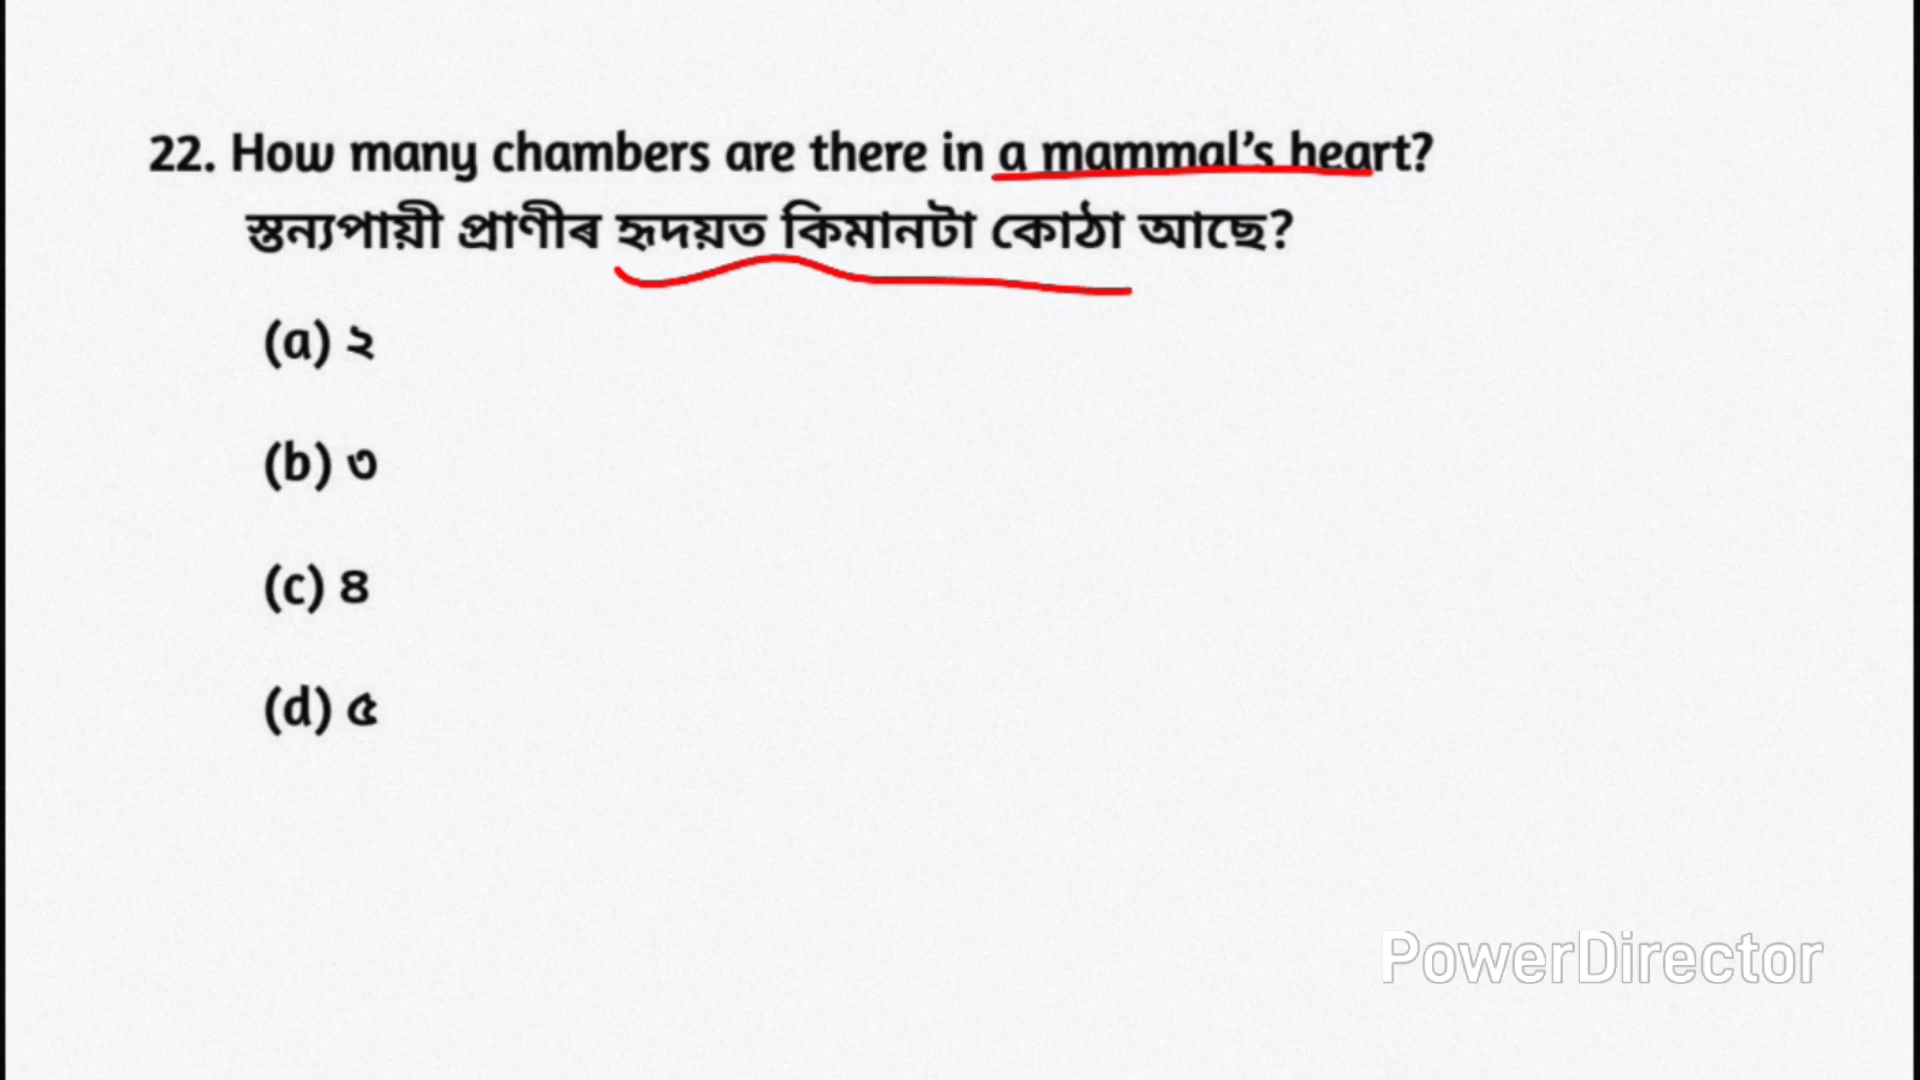 22. How many chambers are there in a mammal’s heart?
স্তন্যপায়ী প্ৰাণীৰ হৃদয়ত কিমানটা কোঠা আছে?
(a) ২
(b) ৩
(c) ৪
(d) ৫
PowerDirector